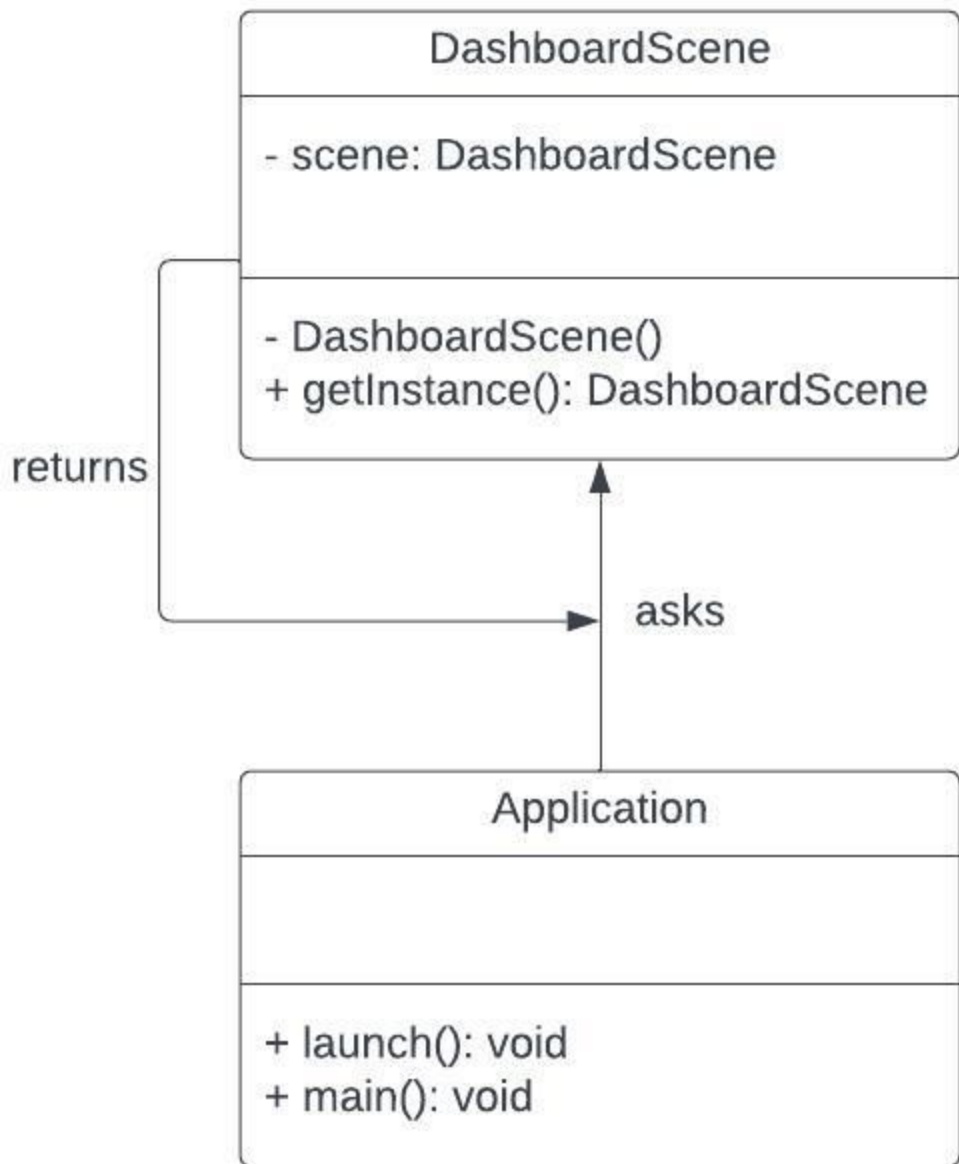 DashboardScene
- scene: DashboardScene
- DashboardScene()
+ getInstance(): DashboardScene
returns
asks
Application
+ launch(): void
+ main(): void